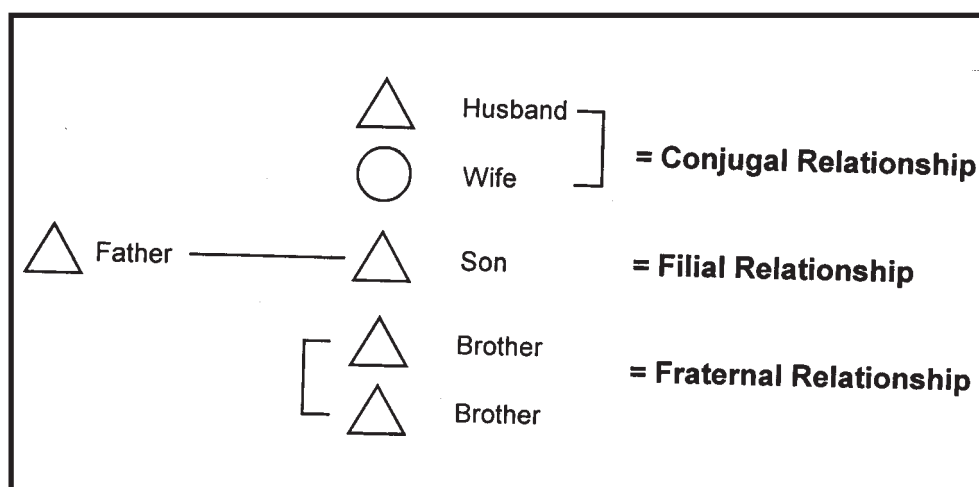 Husband
= Conjugal Relationship
Wife
Father Son = Filial Relationship
Brother
= Fraternal Relationship
Brother